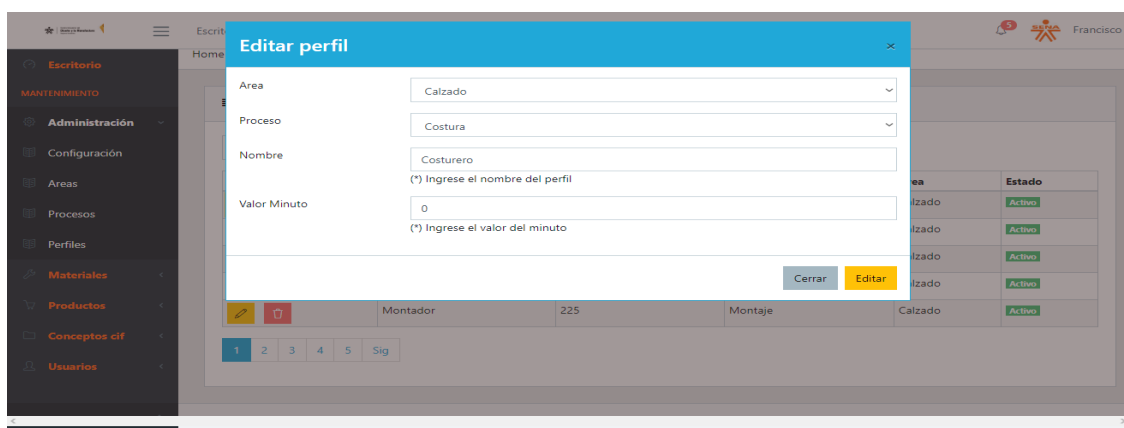 Escrit
5
SENA
Francisco
Editar perfil
×
Home
Escritorio
MANTENIMIENTO
Administración
Configuración
Areas
Procesos
Perfiles
Materiales
Productos
Conceptos cif
Usuarios
Area
Calzado
Proceso
Costura
Nombre
Costurero
(*) Ingrese el nombre del perfil
Valor Minuto
0
(*) Ingrese el valor del minuto
Cerrar Editar
ea Estado
lzado Activo
lzado Activo
lzado Activo
lzado Activo
Montador 225 Montaje Calzado Activo
1 2 3 4 5 Sig